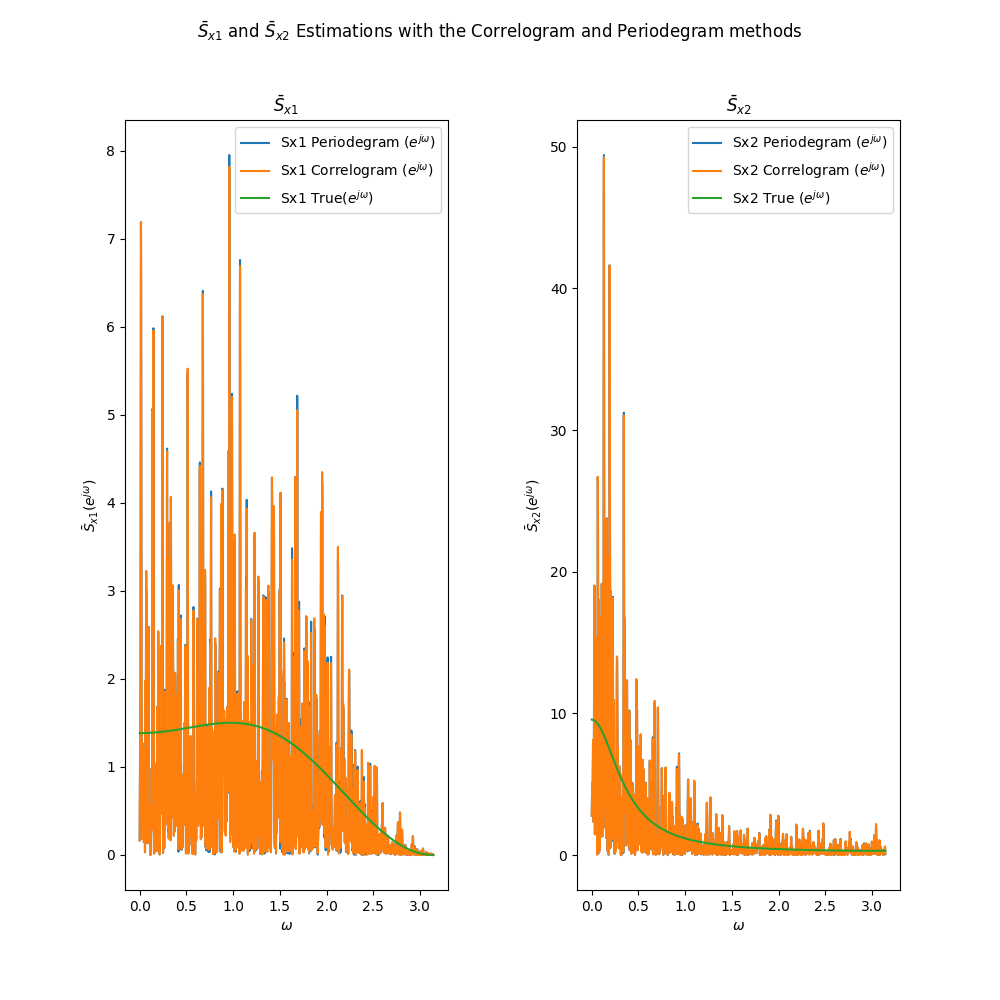 S̄x1 and S̄x2 Estimations with the Correlogram and Periodegram methods
S̄x1
8
7
6
5
4
3
2
1
0
S̄x1(e^jω)
Sx1 Periodegram (e^jω)
Sx1 Correlogram (e^jω)
Sx1 True(e^jω)
0.0 0.5 1.0 1.5 2.0 2.5 3.0
ω
S̄x2
50
40
30
20
10
0
S̄x2(e^jω)
Sx2 Periodegram (e^jω)
Sx2 Correlogram (e^jω)
Sx2 True (e^jω)
0.0 0.5 1.0 1.5 2.0 2.5 3.0
ω